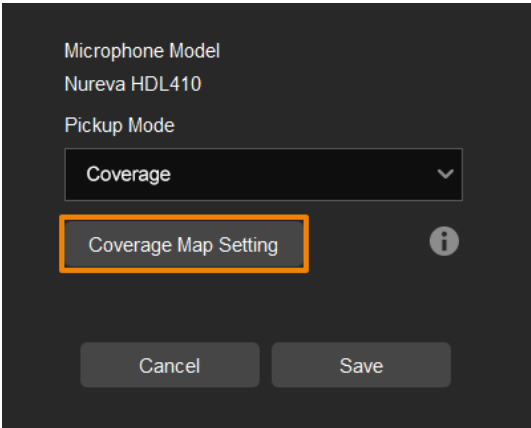 Microphone Model
Nureva HDL410
Pickup Mode
Coverage
Coverage Map Setting
Cancel
Save